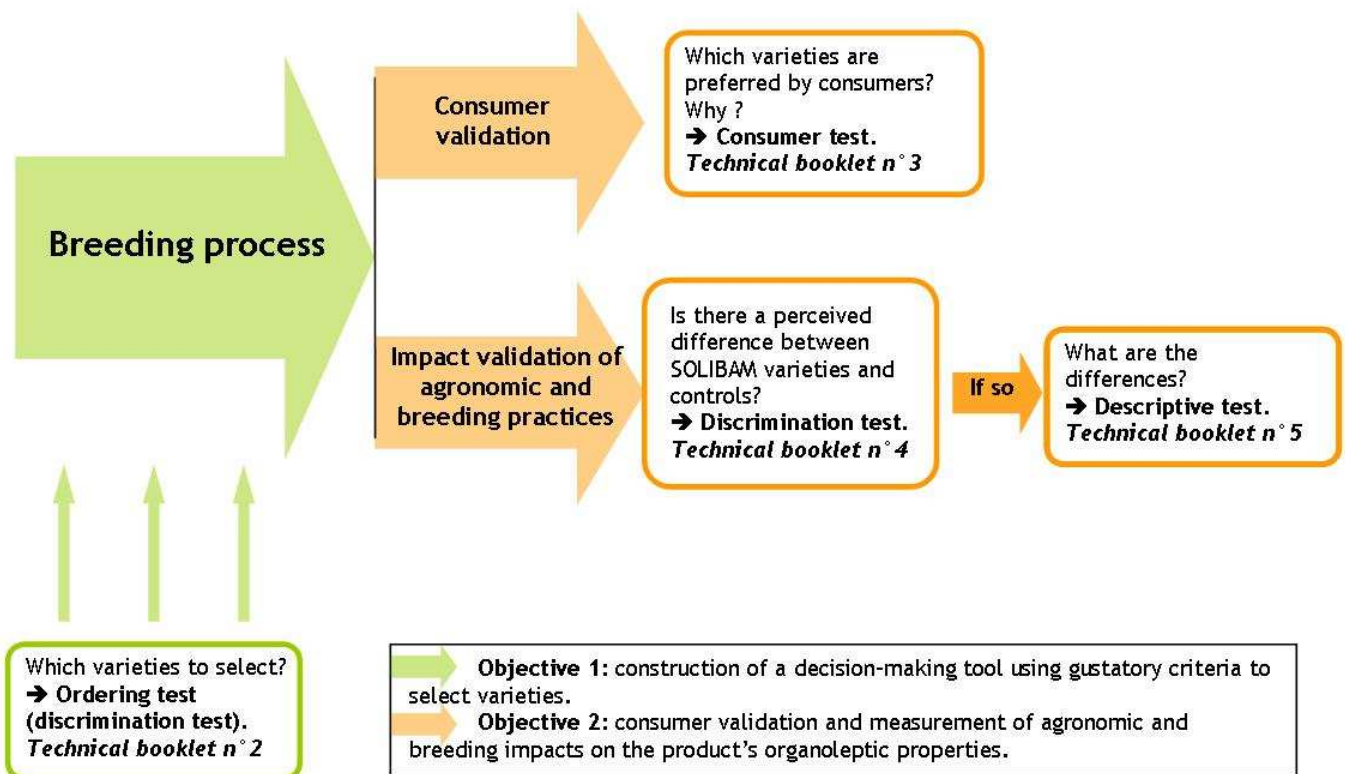 Breeding process
Consumer
validation
Which varieties are
preferred by consumers?
Why ?
➔ Consumer test.
Technical booklet n°3
Impact validation of
agronomic and
breeding practices
Is there a perceived
difference between
SOLIBAM varieties and
controls?
➔ Discrimination test.
Technical booklet n°4
If so
What are the
differences?
➔ Descriptive test.
Technical booklet n°5
Which varieties to select?
➔ Ordering test
(discrimination test).
Technical booklet n°2
Objective 1: construction of a decision-making tool using gustatory criteria to
select varieties.
Objective 2: consumer validation and measurement of agronomic and
breeding impacts on the product’s organoleptic properties.